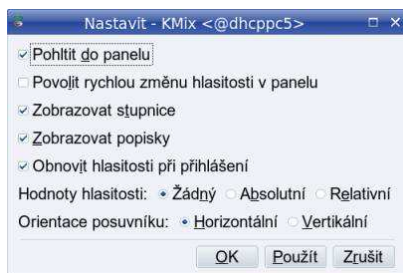 Nastavit - KMix <@dhcppc5>
Pohltit do panelu
Povolit rychlou změnu hlasitosti v panelu
Zobrazovat stupnice
Zobrazovat popisky
Obnovit hlasitosti při přihlášení
Hodnoty hlasitosti: Žádný Absolutní Relativní
Orientace posuvníku: Horizontální Vertikální
OK Použít Zrušit